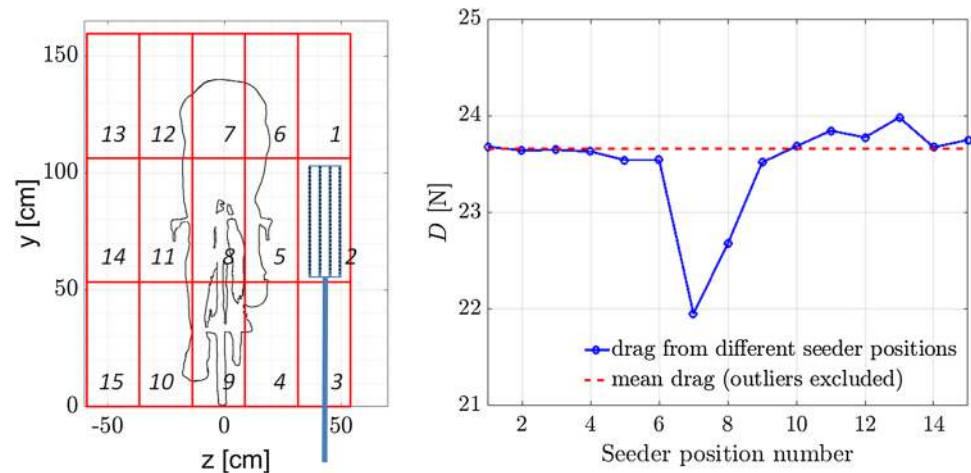 150
100
50
0
y [cm]
13 12 7 6 1
14 11 8 5 2
15 10 9 4 3
-50 0 50
z [cm]
25
24
23
22
21
D [N]
drag from different seeder positions
mean drag (outliers excluded)
2 4 6 8 10 12 14
Seeder position number